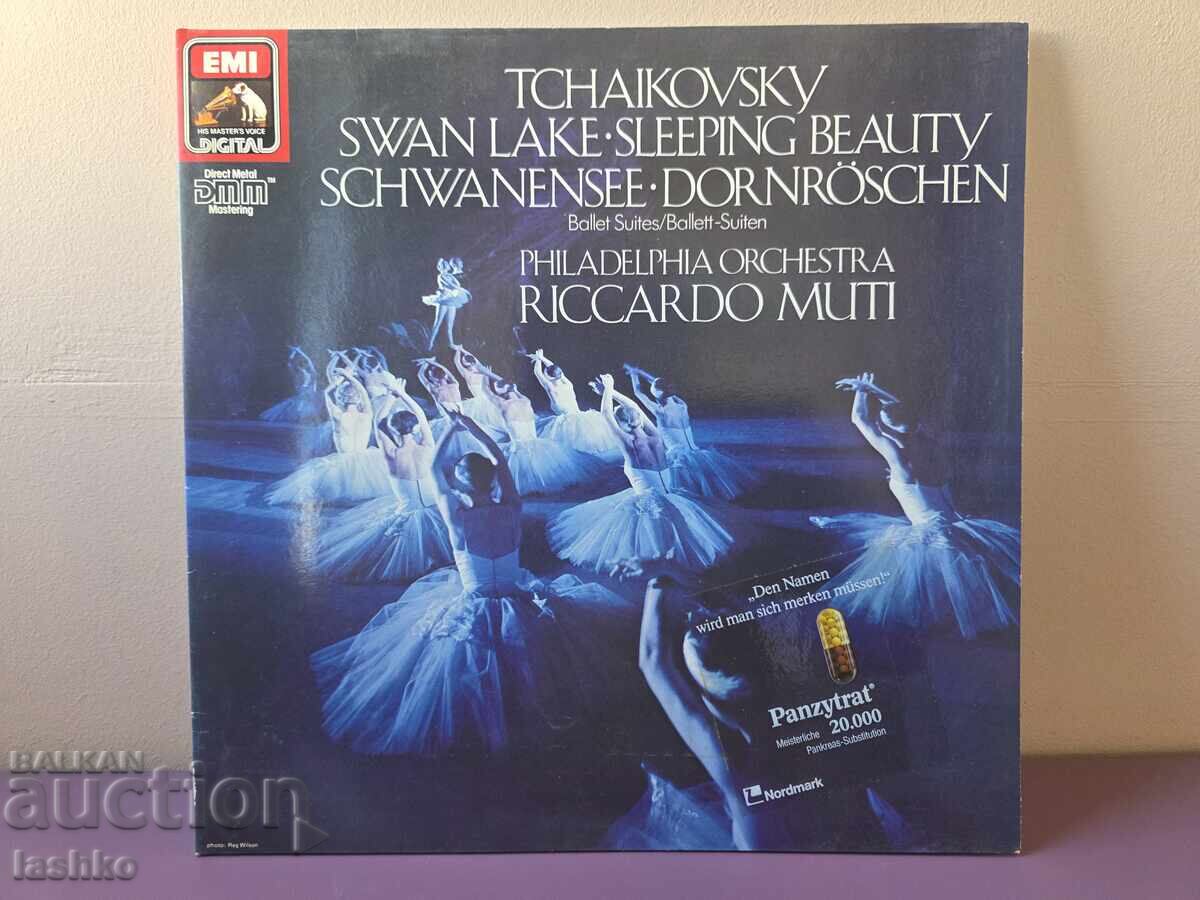 EMI
HIS MASTER'S VOICE
DIGITAL
Direct Metal
DMM™
Mastering
TCHAIKOVSKY
SWAN LAKE · SLEEPING BEAUTY
SCHWANENSEE · DORNRÖSCHEN
Ballet Suites/Ballett-Suiten
PHILADELPHIA ORCHESTRA
RICCARDO MUTI
„Den Namen
wird man sich merken müssen!"
Panzytrat®
Meisterliche 20.000
Pankreas-Substitution
Nordmark
photo: Reg Wilson
BALKAN
auction
lashko